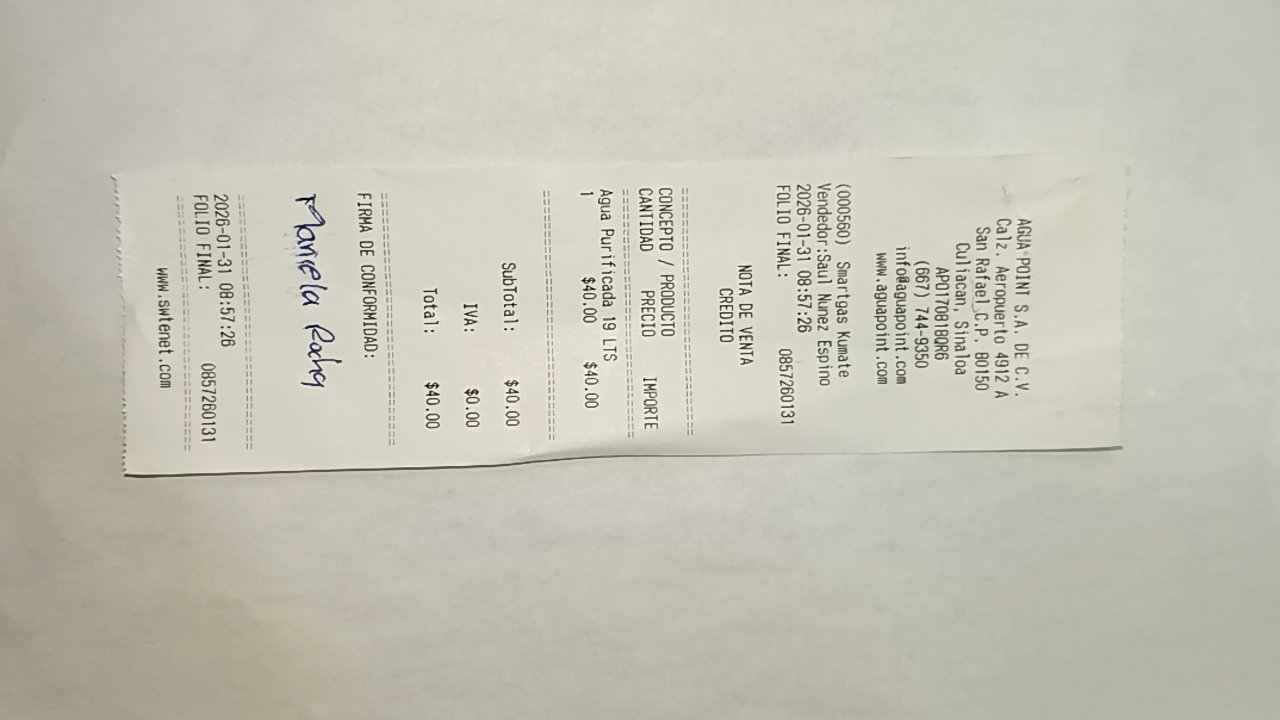 AGUA POINT S.A. DE C.V.
Calz. Aeropuerto 4912 A
San Rafael C.P. 80150
Culiacan, Sinaloa
APO170818QR6
(667) 744-9350
info@aguapoint.com
www.aguapoint.com
(000560) Smartgas Kumate
Vendedor:Saul Nunez Espino
2026-01-31 08:57:26
FOLIO FINAL: 0857260131
NOTA DE VENTA
CREDITO
==============================
CONCEPTO / PRODUCTO
CANTIDAD PRECIO IMPORTE
==============================
Agua Purificada 19 LTS
1 $40.00 $40.00
==============================
SubTotal: $40.00
IVA: $0.00
Total: $40.00
==============================
FIRMA DE CONFORMIDAD:
Mariela
==============================
2026-01-31 08:57:26
FOLIO FINAL: 0857260131
==============================
www.swtenet.com